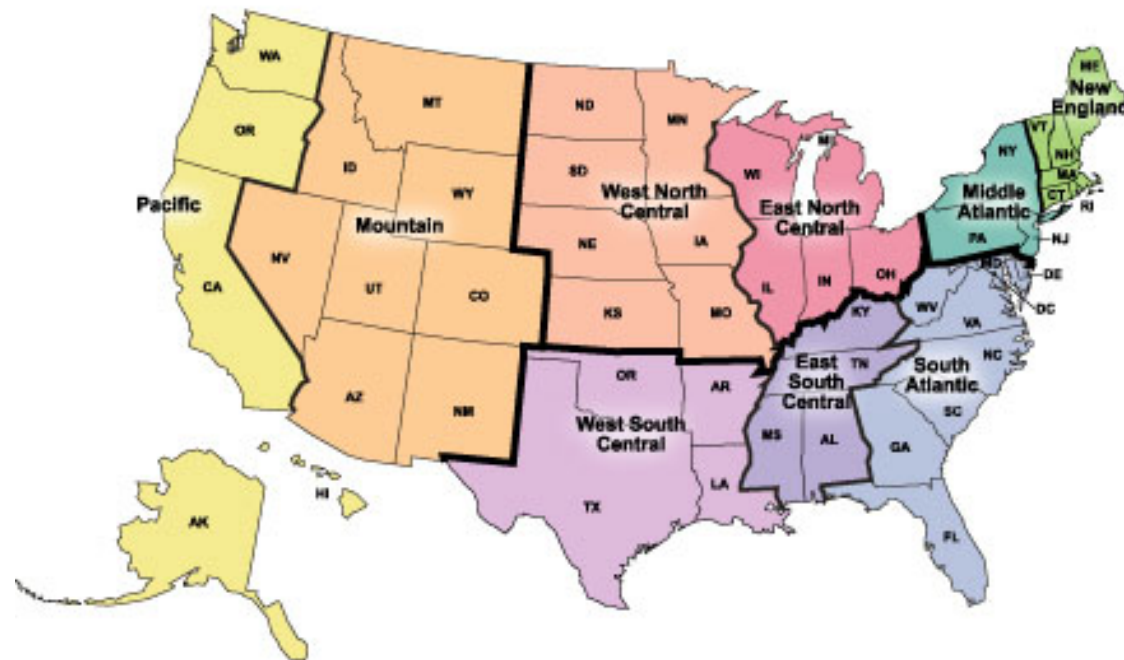 WA
OR
CA
Pacific
AK
HI
MT
ID
WY
NV
UT
CO
AZ
NM
Mountain
ND
SD
NE
KS
MN
IA
MO
West North
Central
WI
MI
IL
IN
OH
East North
Central
OR
AR
LA
TX
West South
Central
KY
TN
MS
AL
East
South
Central
WV
MD
DE
DC
VA
NC
SC
GA
FL
South
Atlantic
NY
PA
NJ
Middle
Atlantic
ME
VT
NH
MA
CT
RI
New
England